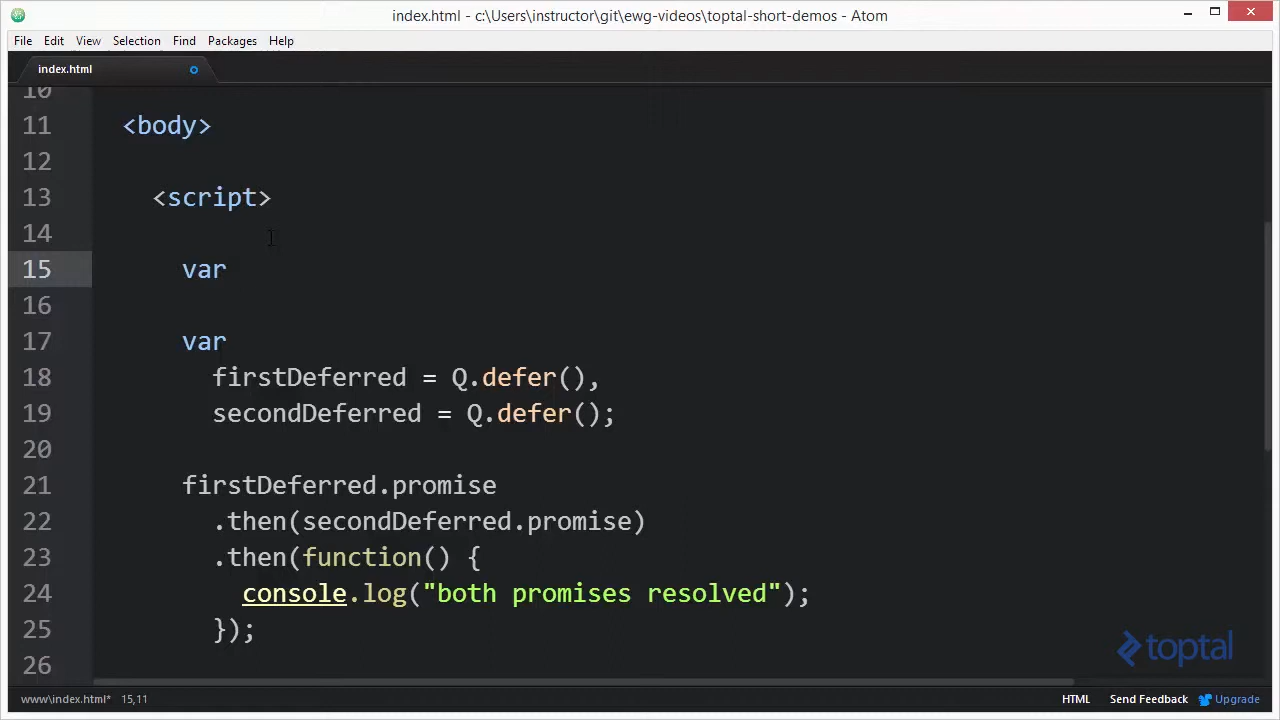 index.html - c:\Users\instructor\git\ewg-videos\toptal-short-demos - Atom
File Edit View Selection Find Packages Help
index.html
10
11 <body>
12
13 <script>
14
15 var
16
17 var
18 firstDeferred = Q.defer(),
19 secondDeferred = Q.defer();
20
21 firstDeferred.promise
22 .then(secondDeferred.promise)
23 .then(function() {
24 console.log("both promises resolved");
25 });
26
toptal
www\index.html* 15,11 HTML Send Feedback Upgrade